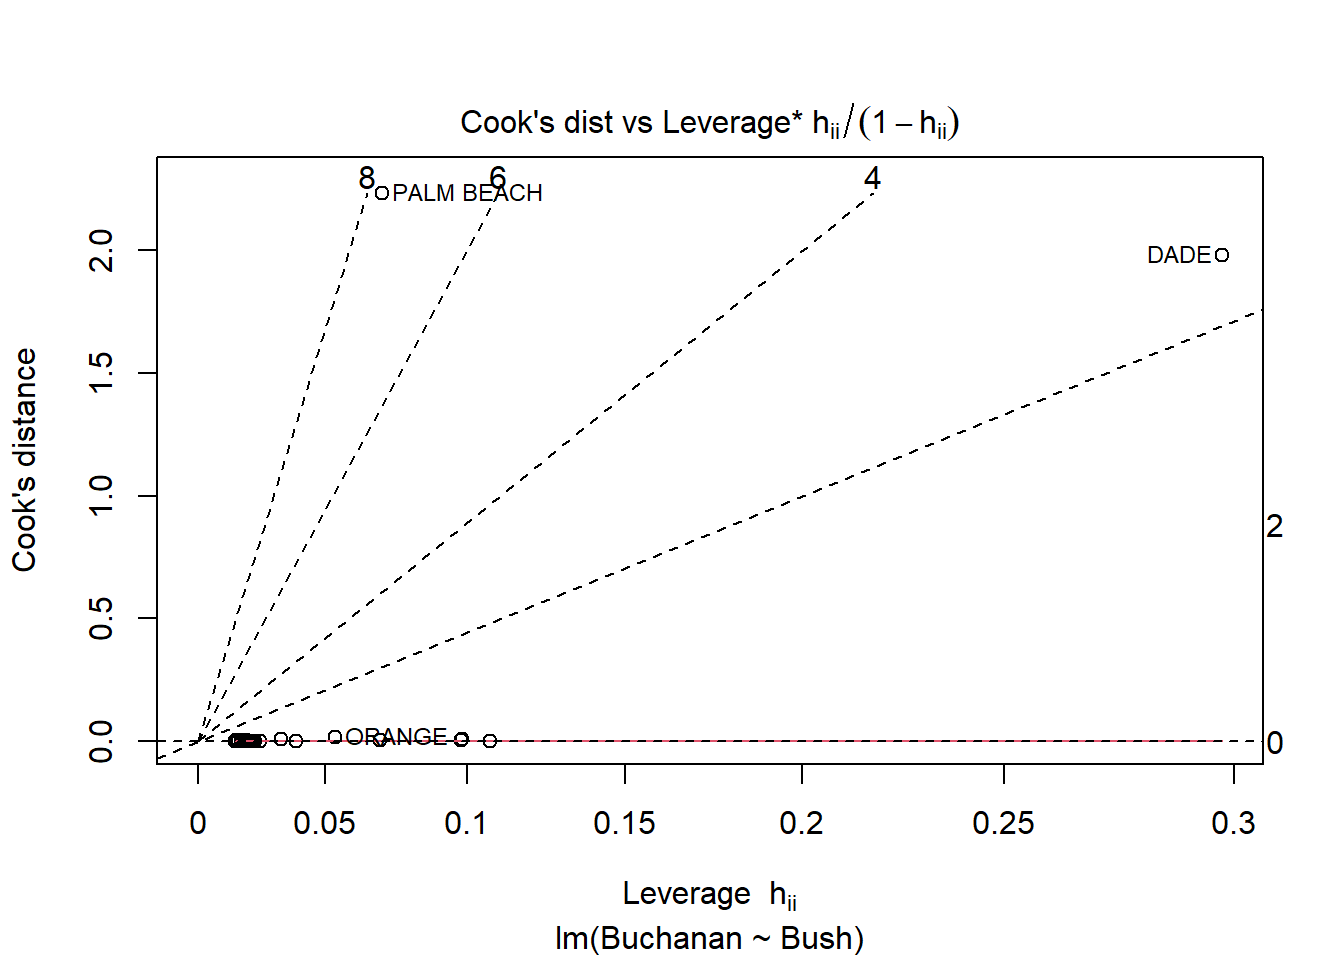 Cook's dist vs Leverage* hᵢᵢ/(1 − hᵢᵢ)
8
6
4
PALM BEACH
DADE
2.0
1.5
1.0
0.5
0.0
Cook's distance
2
0
ORANGE
0
0.05
0.1
0.15
0.2
0.25
0.3
Leverage hᵢᵢ
lm(Buchanan ~ Bush)